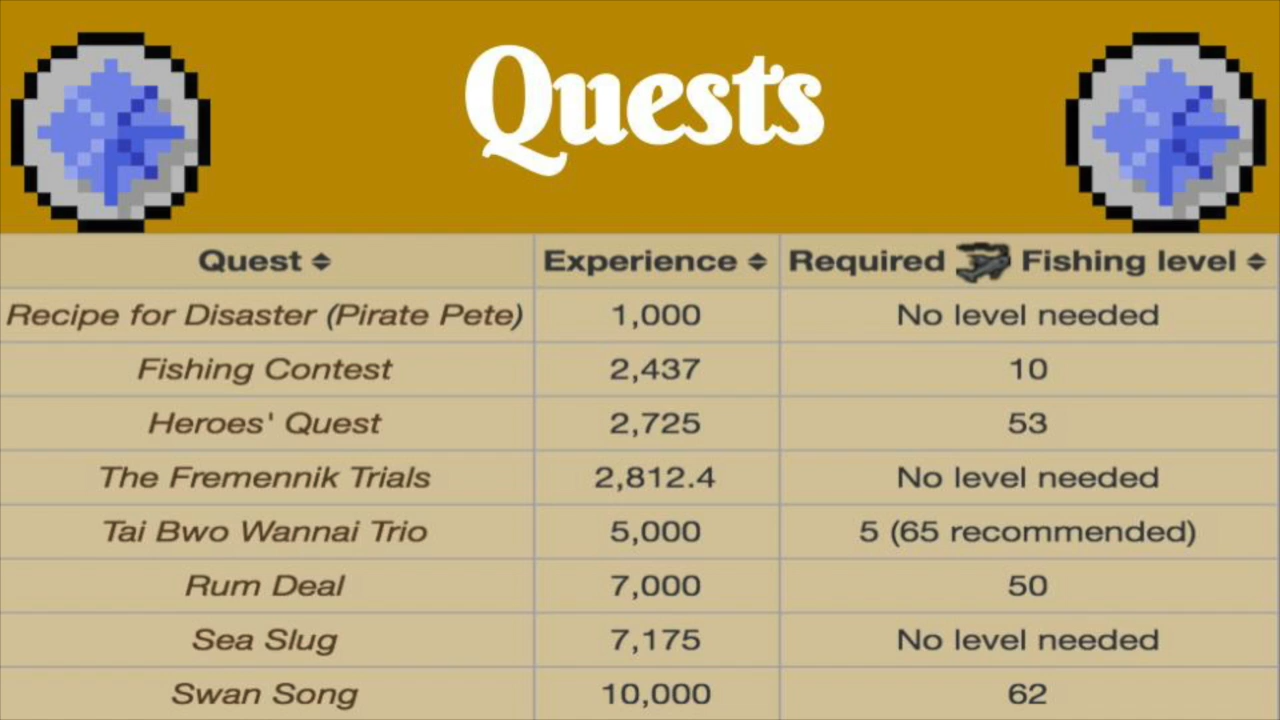 Quests
Quest Experience Required Fishing level
Recipe for Disaster (Pirate Pete) 1,000 No level needed
Fishing Contest 2,437 10
Heroes' Quest 2,725 53
The Fremennik Trials 2,812.4 No level needed
Tai Bwo Wannai Trio 5,000 5 (65 recommended)
Rum Deal 7,000 50
Sea Slug 7,175 No level needed
Swan Song 10,000 62